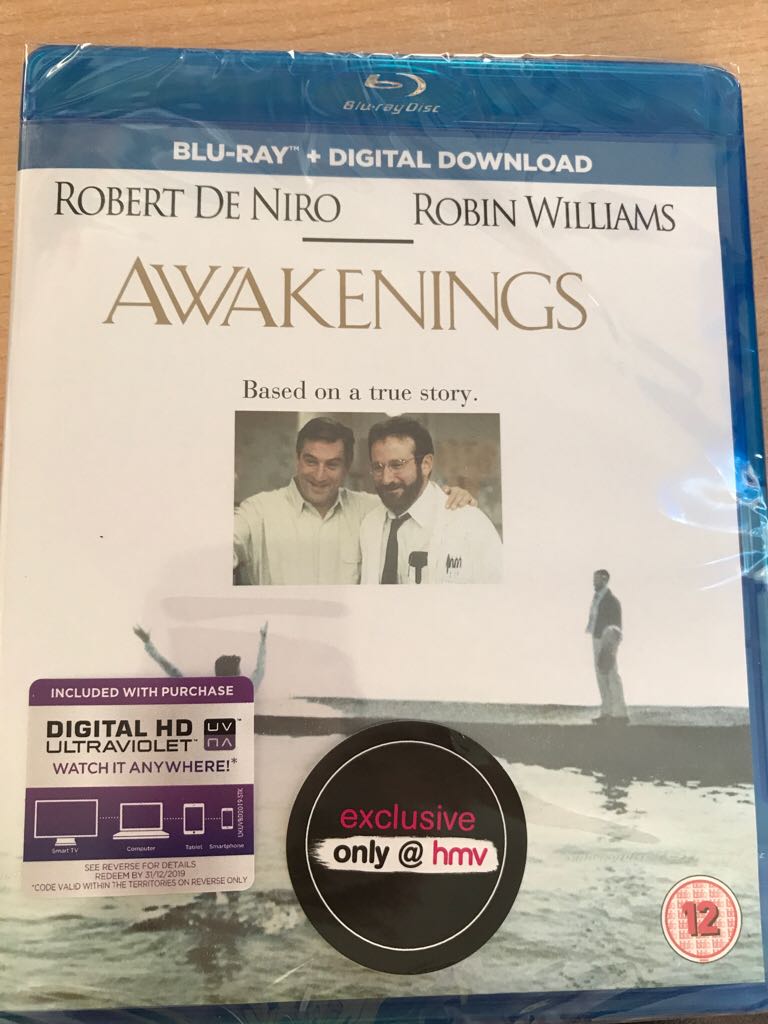 Blu-ray Disc
BLU-RAY™ + DIGITAL DOWNLOAD
ROBERT DE NIRO ROBIN WILLIAMS
AWAKENINGS
Based on a true story.
INCLUDED WITH PURCHASE
DIGITAL HD UV
ULTRAVIOLET™
WATCH IT ANYWHERE!*
Smart TV Computer Tablet Smartphone
SEE REVERSE FOR DETAILS
REDEEM BY 31/12/2019
*CODE VALID WITHIN THE TERRITORIES ON REVERSE ONLY
exclusive
only @ hmv
12